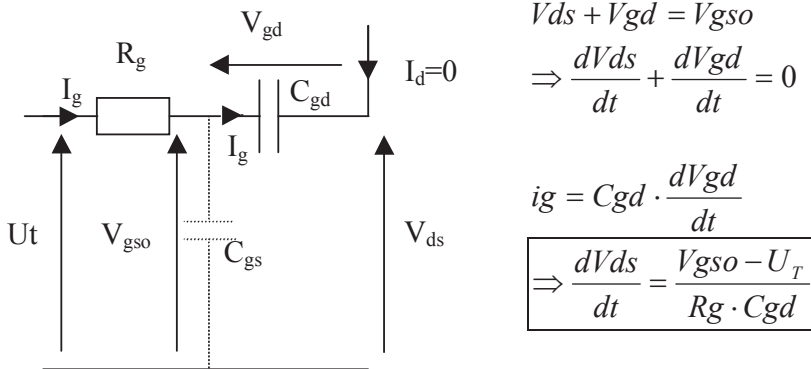 V_gd
R_g
I_g
C_gd
I_d=0
I_g
Ut
V_gso
C_gs
V_ds
Vds + Vgd = Vgso
⇒ dVds/dt + dVgd/dt = 0
ig = Cgd · dVgd/dt
⇒ dVds/dt = (Vgso − U_T)/(Rg · Cgd)